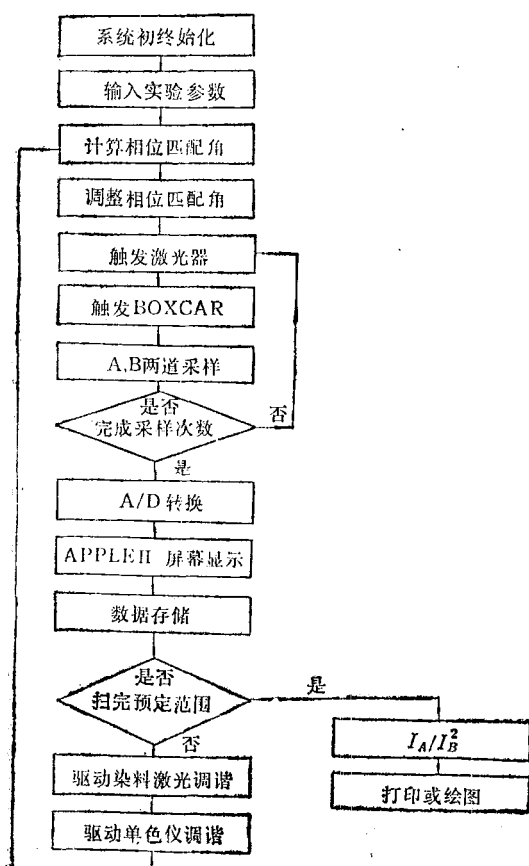 系统初终始化
输入实验参数
计算相位匹配角
调整相位匹配角
触发激光器
触发BOXCAR
A,B两道采样
是否
完成采样次数
否
是
A/D转换
APPLEII 屏幕显示
数据存储
是否
扫完预定范围
是
否
I_A/I_B^2
打印或绘图
驱动染料激光调谐
驱动单色仪调谐